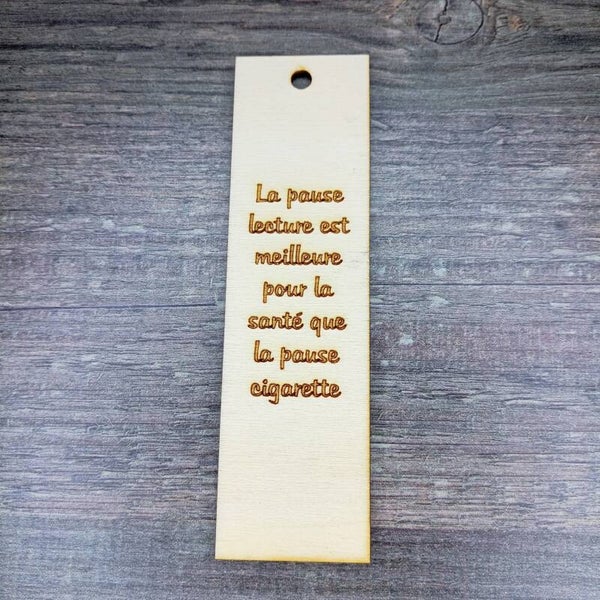 La pause
lecture est
meilleure
pour la
santé que
la pause
cigarette